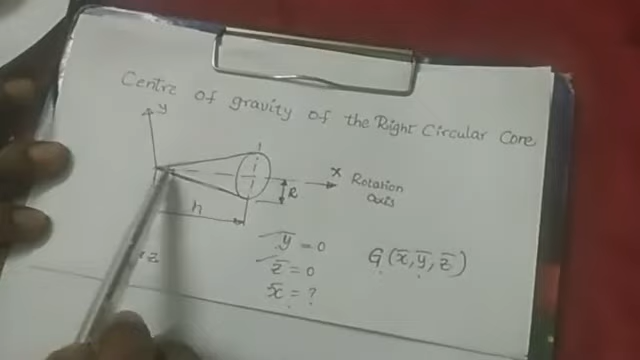 Centre of gravity of the Right Circular Cone
y
x Rotation
axis
R
h
z
y̅ = 0
z̅ = 0
x̅ = ?
G (x̅, y̅, z̅)